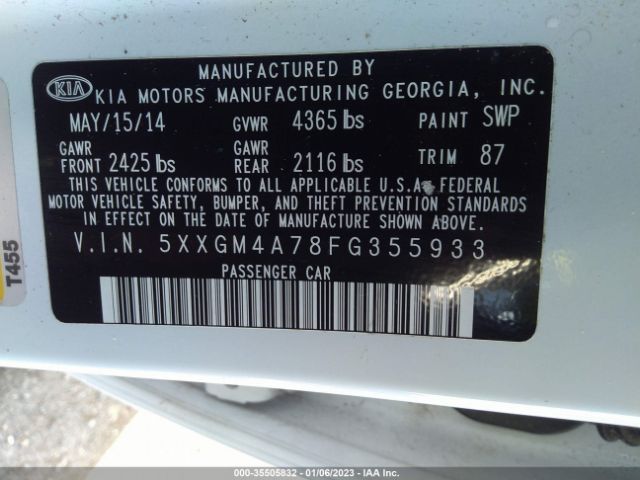 MANUFACTURED BY
KIA KIA MOTORS MANUFACTURING GEORGIA, INC.
MAY/15/14 GVWR 4365 lbs PAINT SWP
GAWR FRONT 2425 lbs GAWR REAR 2116 lbs TRIM 87
THIS VEHICLE CONFORMS TO ALL APPLICABLE U.S.A. FEDERAL
MOTOR VEHICLE SAFETY, BUMPER, AND THEFT PREVENTION STANDARDS
IN EFFECT ON THE DATE OF MANUFACTURE SHOWN ABOVE.
V.I.N. 5XXGM4A78FG355933
PASSENGER CAR
T455
000-35505832 - 01/06/2023 - IAA Inc.